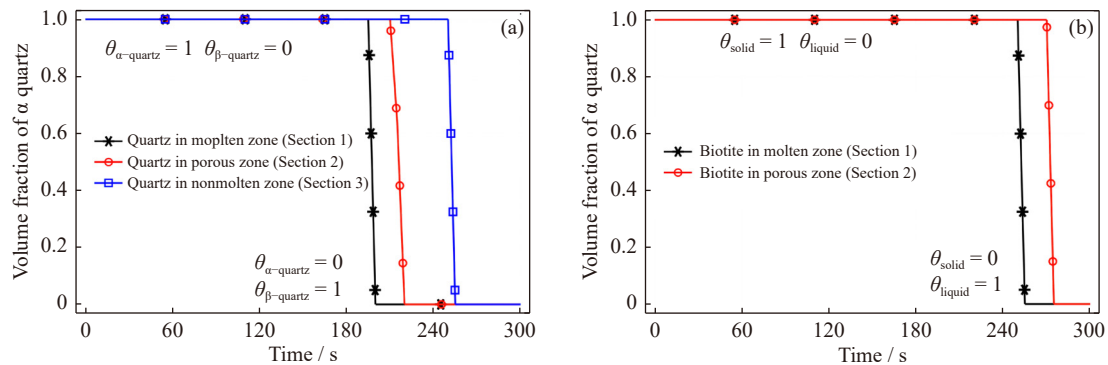 (a)
Volume fraction of α quartz
1.0
0.8
0.6
0.4
0.2
0
θα−quartz = 1 θβ−quartz = 0
Quartz in moplten zone (Section 1)
Quartz in porous zone (Section 2)
Quartz in nonmolten zone (Section 3)
θα−quartz = 0
θβ−quartz = 1
0 60 120 180 240 300
Time / s
(b)
Volume fraction of α quartz
1.0
0.8
0.6
0.4
0.2
0
θsolid = 1 θliquid = 0
Biotite in molten zone (Section 1)
Biotite in porous zone (Section 2)
θsolid = 0
θliquid = 1
0 60 120 180 240 300
Time / s